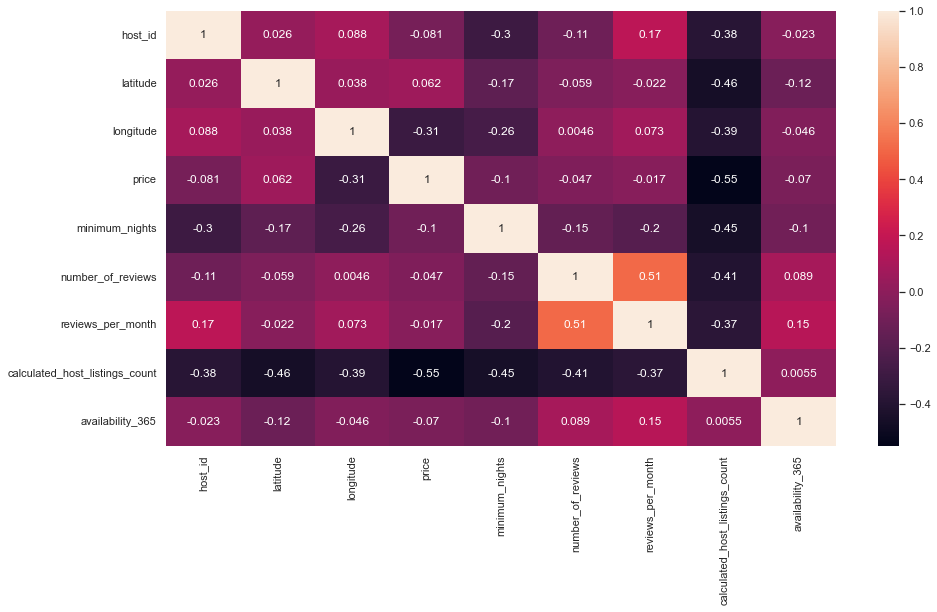 host_id 1 0.026 0.088 -0.081 -0.3 -0.11 0.17 -0.38 -0.023
latitude 0.026 1 0.038 0.062 -0.17 -0.059 -0.022 -0.46 -0.12
longitude 0.088 0.038 1 -0.31 -0.26 0.0046 0.073 -0.39 -0.046
price -0.081 0.062 -0.31 1 -0.1 -0.047 -0.017 -0.55 -0.07
minimum_nights -0.3 -0.17 -0.26 -0.1 1 -0.15 -0.2 -0.45 -0.1
number_of_reviews -0.11 -0.059 0.0046 -0.047 -0.15 1 0.51 -0.41 0.089
reviews_per_month 0.17 -0.022 0.073 -0.017 -0.2 0.51 1 -0.37 0.15
calculated_host_listings_count -0.38 -0.46 -0.39 -0.55 -0.45 -0.41 -0.37 1 0.0055
availability_365 -0.023 -0.12 -0.046 -0.07 -0.1 0.089 0.15 0.0055 1
host_id
latitude
longitude
price
minimum_nights
number_of_reviews
reviews_per_month
calculated_host_listings_count
availability_365
1.0
0.8
0.6
0.4
0.2
0.0
−0.2
−0.4